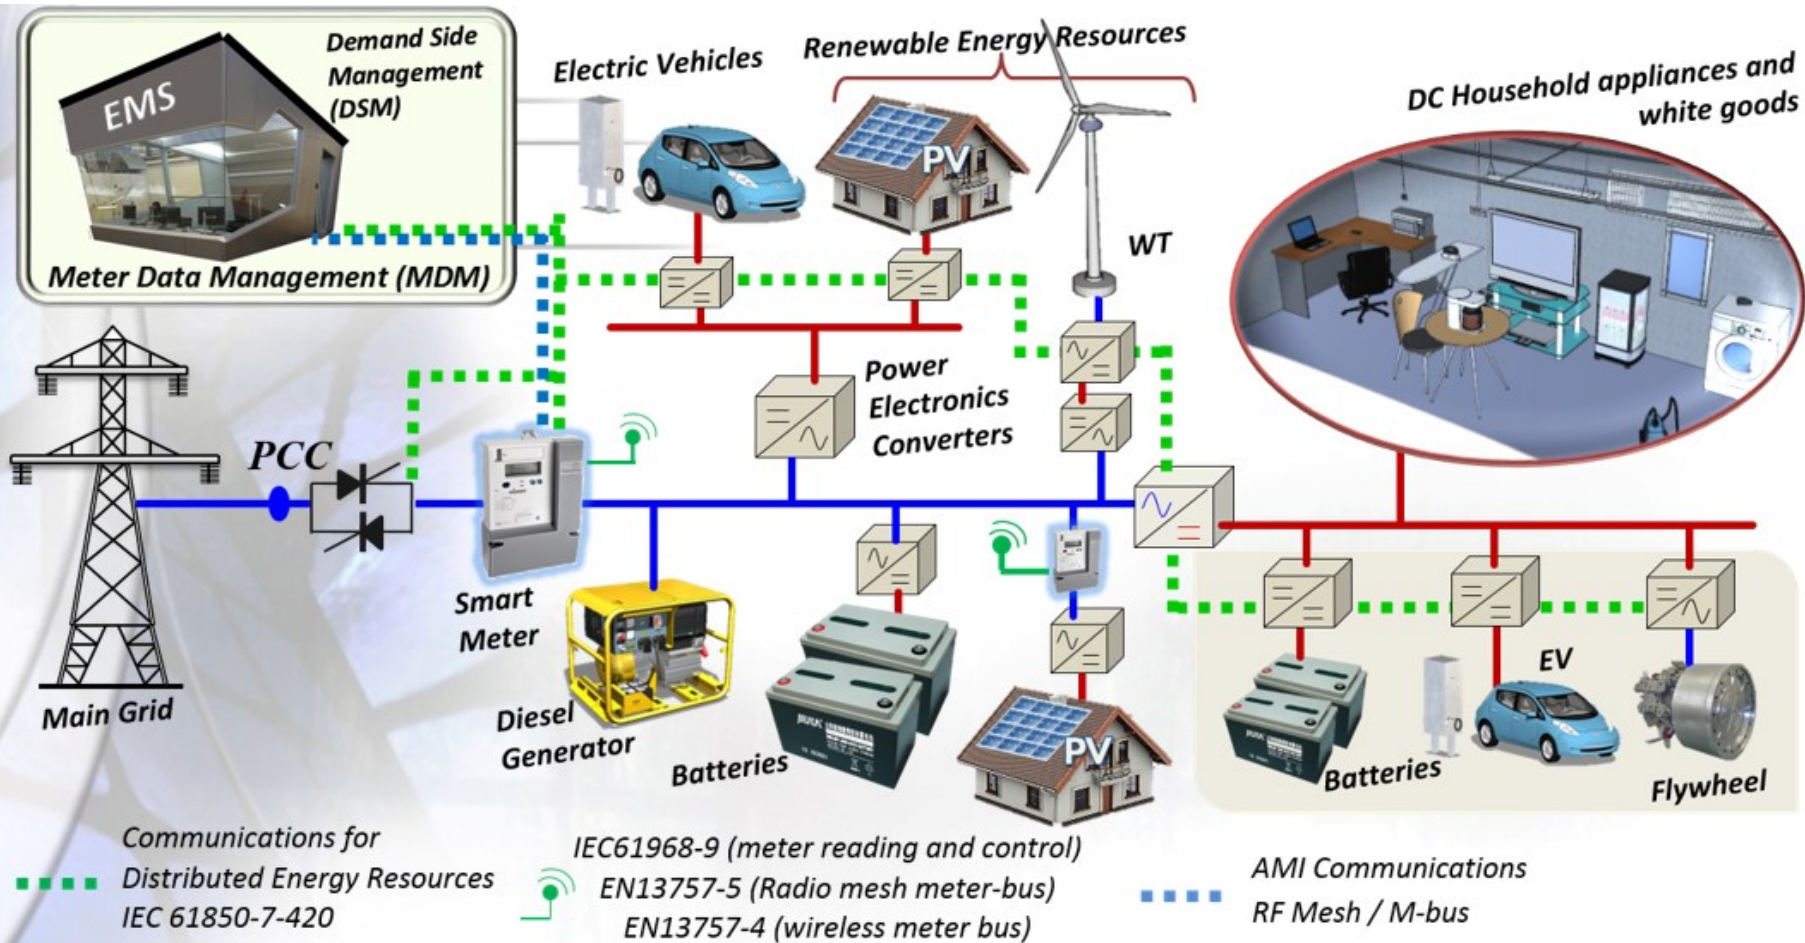 Demand Side
Management
(DSM)
EMS
Meter Data Management (MDM)
Electric Vehicles
Renewable Energy Resources
PV
WT
DC Household appliances and
white goods
Power
Electronics
Converters
PCC
Smart
Meter
Main Grid
Diesel
Generator
Batteries
PV
Batteries
EV
Flywheel
Communications for
Distributed Energy Resources
IEC 61850-7-420
IEC61968-9 (meter reading and control)
EN13757-5 (Radio mesh meter-bus)
EN13757-4 (wireless meter bus)
AMI Communications
RF Mesh / M-bus